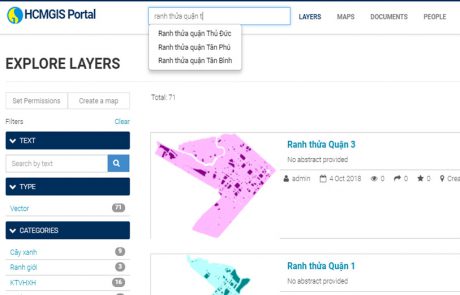 HCMGIS Portal
ranh thửa quận t
LAYERS
MAPS
DOCUMENTS
PEOPLE
Ranh thửa quận Thủ Đức
Ranh thửa quận Tân Phú
Ranh thửa quận Tân Bình
EXPLORE LAYERS
Set Permissions
Create a map
Total: 71
Filters
Clear
TEXT
Search by text
TYPE
Vector
71
CATEGORIES
Cây xanh
9
Ranh giới
3
KTVHXH
16
Ranh thửa Quận 3
No abstract provided
admin
4 Oct 2018
0
0
0
Crea
Ranh thửa Quận 1
No abstract provided